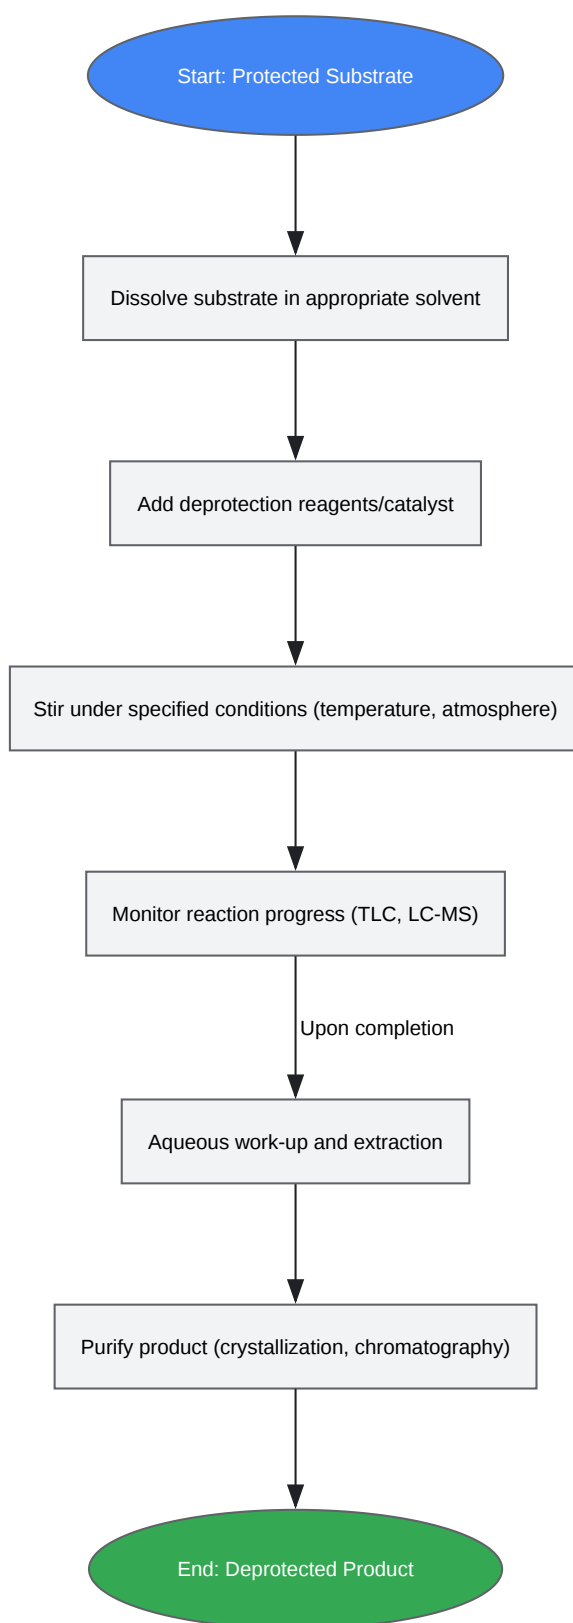 Start: Protected Substrate
Dissolve substrate in appropriate solvent
Add deprotection reagents/catalyst
Stir under specified conditions (temperature, atmosphere)
Monitor reaction progress (TLC, LC-MS)
Upon completion
Aqueous work-up and extraction
Purify product (crystallization, chromatography)
End: Deprotected Product